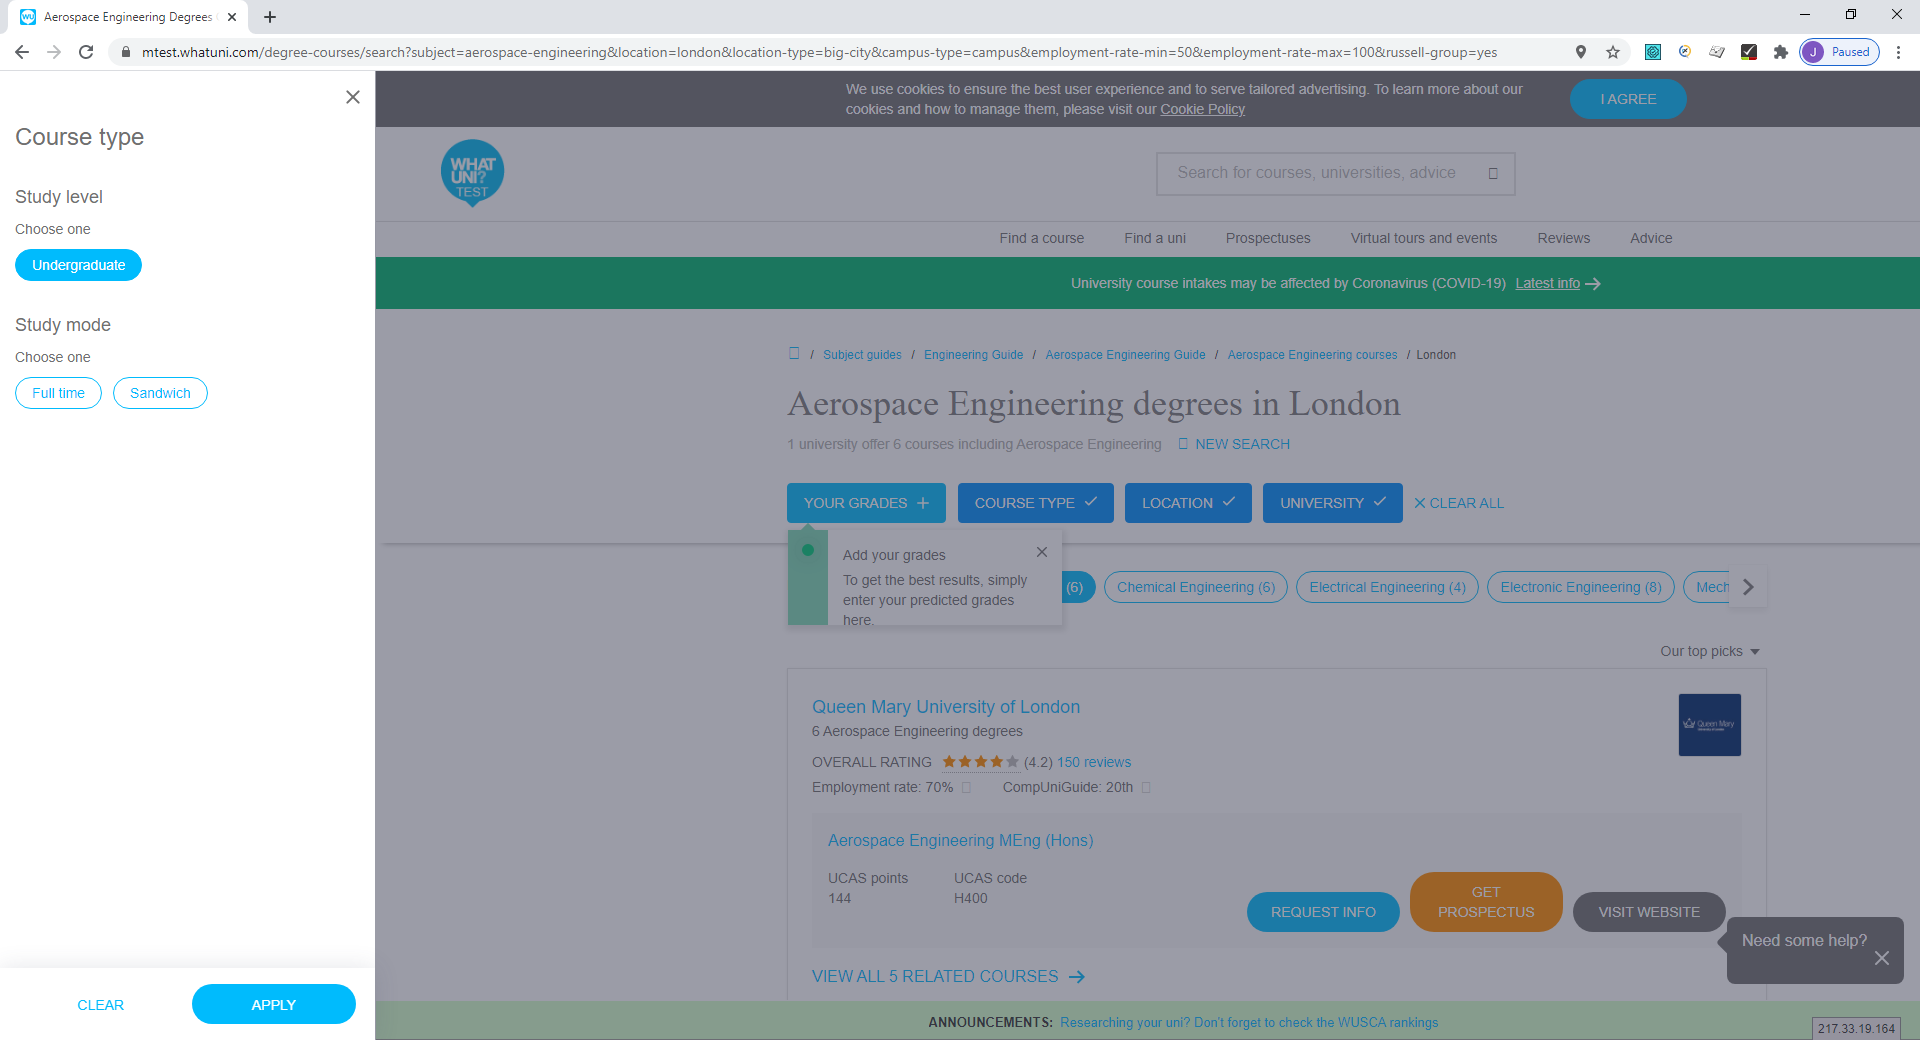 Aerospace Engineering Degrees
mtest.whatuni.com/degree-courses/search?subject=aerospace-engineering&location=london&location-type=big-city&campus-type=campus&employment-rate-min=50&employment-rate-max=100&russell-group=yes
J Paused
Course type
Study level
Choose one
Undergraduate
Study mode
Choose one
Full time Sandwich
CLEAR APPLY
We use cookies to ensure the best user experience and to serve tailored advertising. To learn more about our
cookies and how to manage them, please visit our Cookie Policy
I AGREE
WHAT
UNI?
TEST
Search for courses, universities, advice
Find a course Find a uni Prospectuses Virtual tours and events Reviews Advice
University course intakes may be affected by Coronavirus (COVID-19) Latest info
/ Subject guides / Engineering Guide / Aerospace Engineering Guide / Aerospace Engineering courses / London
Aerospace Engineering degrees in London
1 university offer 6 courses including Aerospace Engineering NEW SEARCH
YOUR GRADES COURSE TYPE LOCATION UNIVERSITY CLEAR ALL
Add your grades
To get the best results, simply
enter your predicted grades
here.
(6) Chemical Engineering (6) Electrical Engineering (4) Electronic Engineering (8) Mech
Our top picks
Queen Mary University of London
6 Aerospace Engineering degrees
OVERALL RATING (4.2) 150 reviews
Employment rate: 70% CompUniGuide: 20th
Queen Mary
Aerospace Engineering MEng (Hons)
UCAS points UCAS code
144 H400
REQUEST INFO
GET
PROSPECTUS
VISIT WEBSITE
Need some help?
VIEW ALL 5 RELATED COURSES
ANNOUNCEMENTS: Researching your uni? Don't forget to check the WUSCA rankings
217.33.19.164